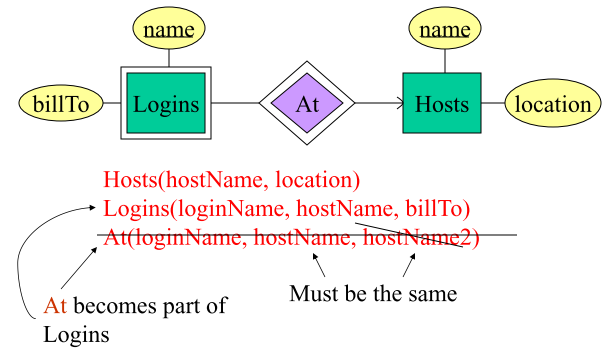 name
name
billTo
Logins
At
Hosts
location
Hosts(hostName, location)
Logins(loginName, hostName, billTo)
At(loginName, hostName, hostName2)
Must be the same
At becomes part of
Logins